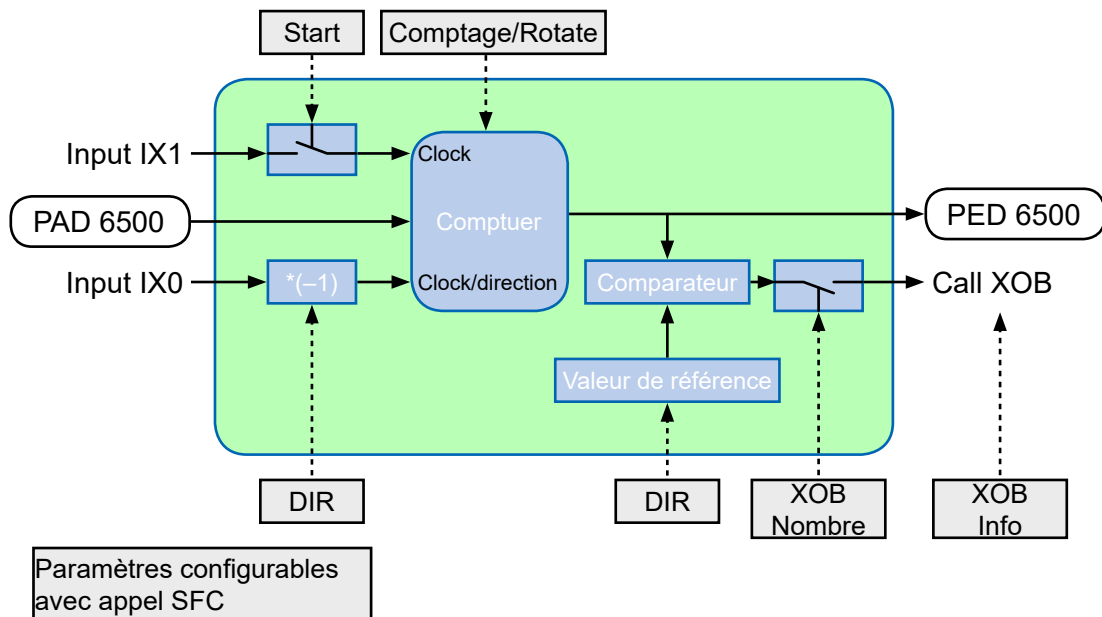 Start
Comptage/Rotate
Input IX1
Clock
PAD 6500
Comptuer
PED 6500
Input IX0
*(–1)
Clock/direction
Comparateur
Call XOB
Valeur de référence
DIR
DIR
XOB
Nombre
XOB
Info
Paramètres configurables
avec appel SFC